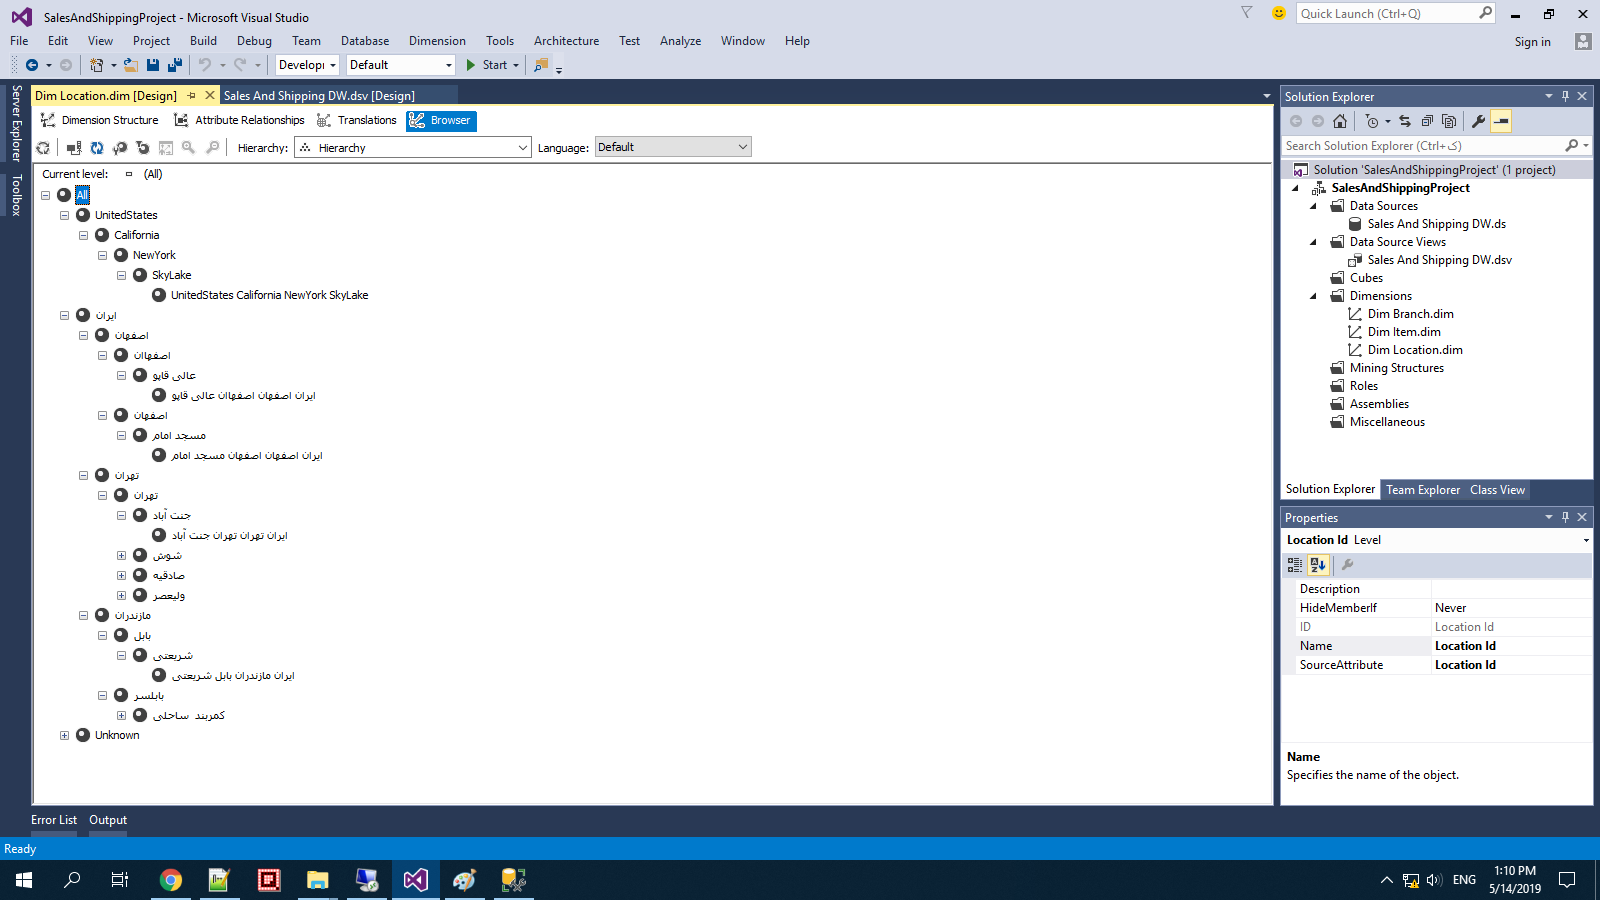 SalesAndShippingProject - Microsoft Visual Studio
Quick Launch (Ctrl+Q)
File Edit View Project Build Debug Team Database Dimension Tools Architecture Test Analyze Window Help
Sign in
Developi Default Start
Server Explorer
Toolbox
Dim Location.dim [Design] Sales And Shipping DW.dsv [Design]
Dimension Structure Attribute Relationships Translations Browser
Hierarchy: Hierarchy Language: Default
Current level: (All)
All
UnitedStates
California
NewYork
SkyLake
UnitedStates California NewYork SkyLake
ایران
اصفهان
اصفهاان
عالی قاپو
ایران اصفهان اصفهاان عالی قاپو
اصفهان
مسجد امام
ایران اصفهان اصفهان مسجد امام
تهران
تهران
جنت آباد
ایران تهران تهران جنت آباد
شوش
صادقیه
ولیعصر
مازندران
بابل
شریعتی
ایران مازندران بابل شریعتی
بابلسر
کمربند ساحلی
Unknown
Solution Explorer
Search Solution Explorer (Ctrl+ک)
Solution 'SalesAndShippingProject' (1 project)
SalesAndShippingProject
Data Sources
Sales And Shipping DW.ds
Data Source Views
Sales And Shipping DW.dsv
Cubes
Dimensions
Dim Branch.dim
Dim Item.dim
Dim Location.dim
Mining Structures
Roles
Assemblies
Miscellaneous
Solution Explorer Team Explorer Class View
Properties
Location Id Level
Description
HideMemberIf Never
ID Location Id
Name Location Id
SourceAttribute Location Id
Name
Specifies the name of the object.
Error List Output
Ready
ENG
1:10 PM
5/14/2019